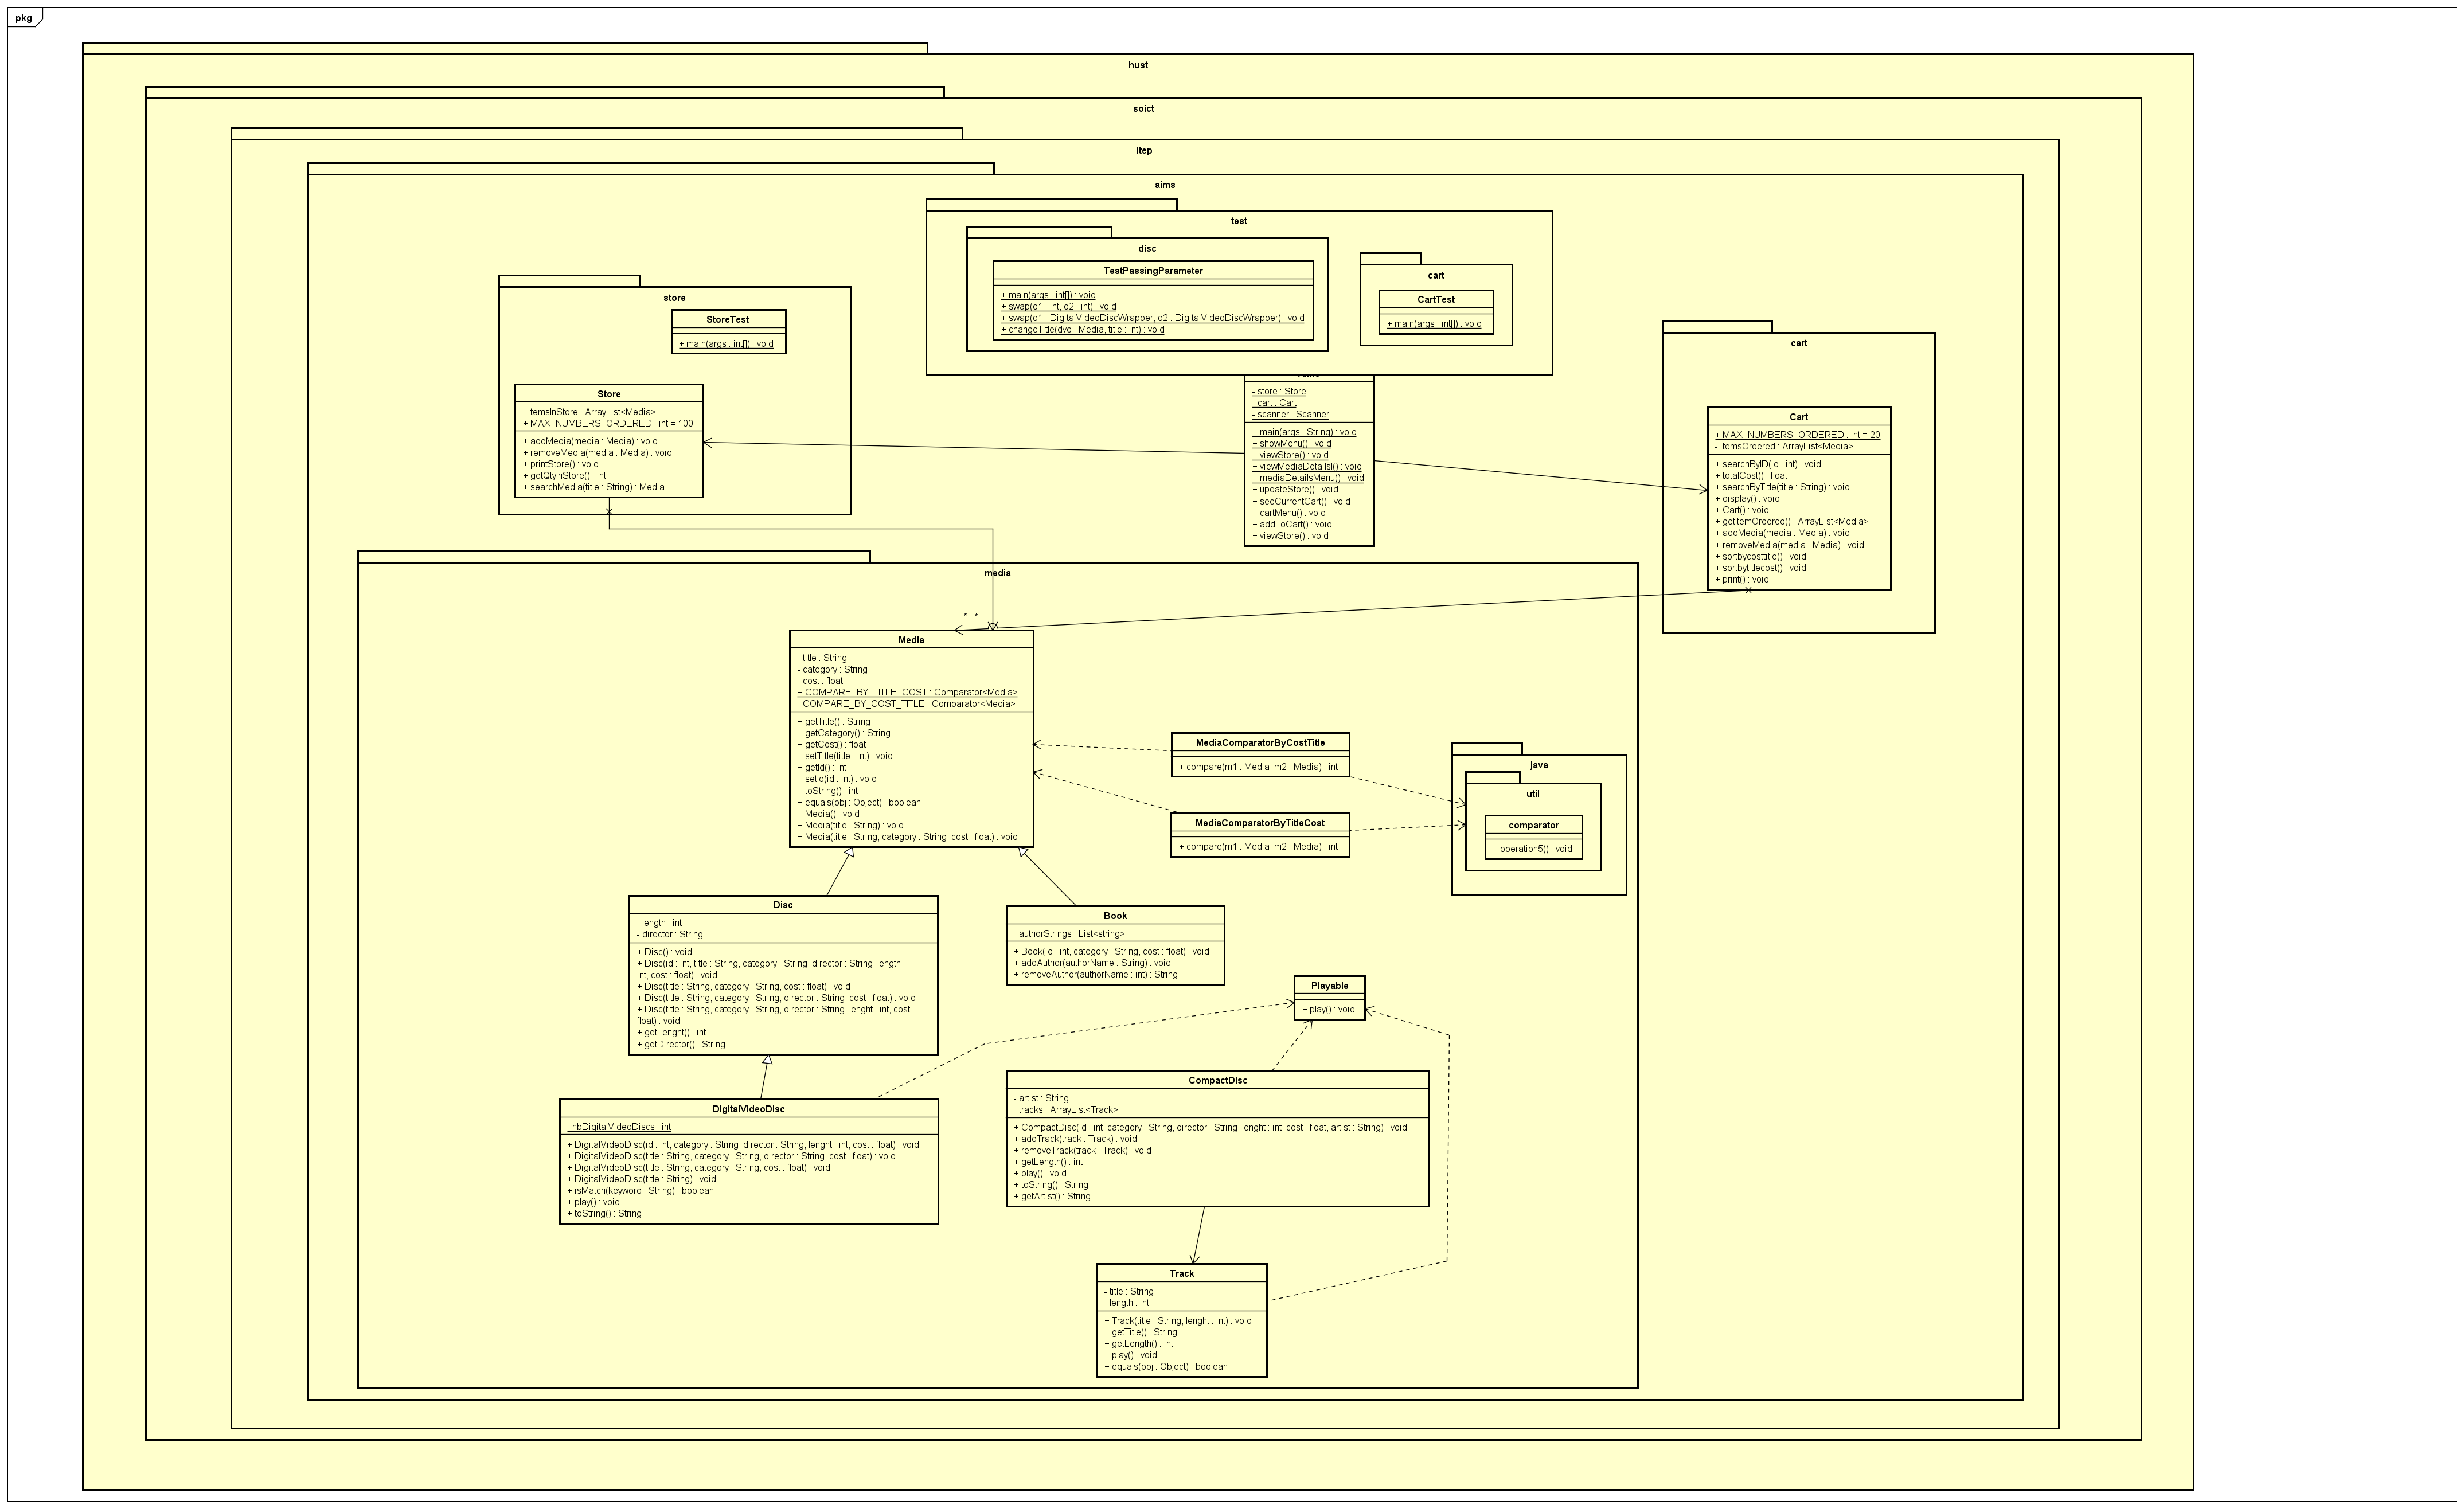 pkg
hust
soict
itep
aims
test
disc
TestPassingParameter
+ main(args : int[]) : void
+ swap(o1 : int, o2 : int) : void
+ swap(o1 : DigitalVideoDiscWrapper, o2 : DigitalVideoDiscWrapper) : void
+ changeTitle(dvd : Media, title : int) : void
cart
CartTest
+ main(args : int[]) : void
store
StoreTest
+ main(args : int[]) : void
Store
- itemsInStore : ArrayList<Media>
+ MAX_NUMBERS_ORDERED : int = 100
+ addMedia(media : Media) : void
+ removeMedia(media : Media) : void
+ printStore() : void
+ getQtyInStore() : int
+ searchMedia(title : String) : Media
- store : Store
- cart : Cart
- scanner : Scanner
+ main(args : String) : void
+ showMenu() : void
+ viewStore() : void
+ viewMediaDetailsI() : void
+ mediaDetailsMenu() : void
+ updateStore() : void
+ seeCurrentCart() : void
+ cartMenu() : void
+ addToCart() : void
+ viewStore() : void
cart
Cart
+ MAX_NUMBERS_ORDERED : int = 20
- itemsOrdered : ArrayList<Media>
+ searchByID(id : int) : void
+ totalCost() : float
+ searchByTitle(title : String) : void
+ display() : void
+ Cart() : void
+ getItemOrdered() : ArrayList<Media>
+ addMedia(media : Media) : void
+ removeMedia(media : Media) : void
+ sortbycosttitle() : void
+ sortbytitlecost() : void
+ print() : void
media
* *
Media
- title : String
- category : String
- cost : float
+ COMPARE_BY_TITLE_COST : Comparator<Media>
- COMPARE_BY_COST_TITLE : Comparator<Media>
+ getTitle() : String
+ getCategory() : String
+ getCost() : float
+ setTitle(title : int) : void
+ getId() : int
+ setId(id : int) : void
+ toString() : int
+ equals(obj : Object) : boolean
+ Media() : void
+ Media(title : String) : void
+ Media(title : String, category : String, cost : float) : void
MediaComparatorByCostTitle
+ compare(m1 : Media, m2 : Media) : int
MediaComparatorByTitleCost
+ compare(m1 : Media, m2 : Media) : int
java
util
comparator
+ operation5() : void
Disc
- length : int
- director : String
+ Disc() : void
+ Disc(id : int, title : String, category : String, director : String, length :
int, cost : float) : void
+ Disc(title : String, category : String, cost : float) : void
+ Disc(title : String, category : String, director : String, cost : float) : void
+ Disc(title : String, category : String, director : String, lenght : int, cost :
float) : void
+ getLenght() : int
+ getDirector() : String
Book
- authorStrings : List<string>
+ Book(id : int, category : String, cost : float) : void
+ addAuthor(authorName : String) : void
+ removeAuthor(authorName : int) : String
Playable
+ play() : void
DigitalVideoDisc
- nbDigitalVideoDiscs : int
+ DigitalVideoDisc(id : int, category : String, director : String, lenght : int, cost : float) : void
+ DigitalVideoDisc(title : String, category : String, director : String, cost : float) : void
+ DigitalVideoDisc(title : String, category : String, cost : float) : void
+ DigitalVideoDisc(title : String) : void
+ isMatch(keyword : String) : boolean
+ play() : void
+ toString() : String
CompactDisc
- artist : String
- tracks : ArrayList<Track>
+ CompactDisc(id : int, category : String, director : String, lenght : int, cost : float, artist : String) : void
+ addTrack(track : Track) : void
+ removeTrack(track : Track) : void
+ getLength() : int
+ play() : void
+ toString() : String
+ getArtist() : String
Track
- title : String
- length : int
+ Track(title : String, lenght : int) : void
+ getTitle() : String
+ getLength() : int
+ play() : void
+ equals(obj : Object) : boolean